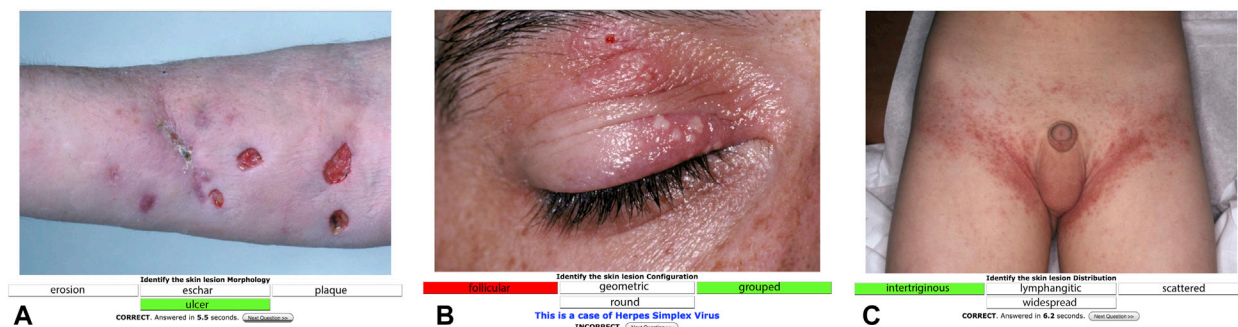 Identify the skin lesion Morphology
erosion eschar plaque
ulcer
CORRECT. Answered in 5.5 seconds. Next Question >>
A
Identify the skin lesion Configuration
follicular geometric grouped
round
This is a case of Herpes Simplex Virus
INCORRECT. Next Question >>
B
Identify the skin lesion Distribution
intertriginous lymphangitic scattered
widespread
CORRECT. Answered in 6.2 seconds. Next Question >>
C